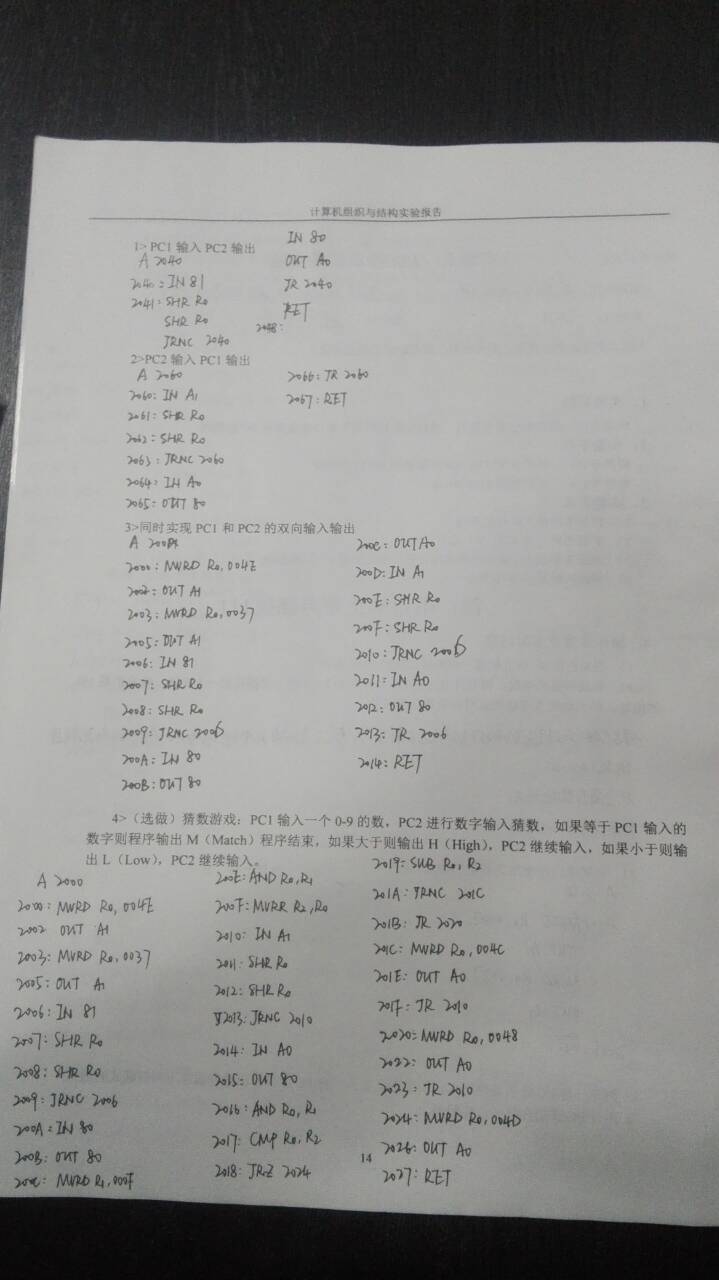 计算机组织与结构实验报告
1> PC1 输入 PC2 输出
A 2040
2040: IN 81
2041: SHR R0
SHR R0
JRNC 2040
IN 80
OUT A0
JR 2040
2048: RET
2>PC2 输入 PC1 输出
A 2060
2060: IN A1
2061: SHR R0
2062: SHR R0
2063: JRNC 2060
2064: IN A0
2065: OUT 80
2066: JR 2060
2067: RET
3>同时实现 PC1 和 PC2 的双向输入输出
A 200
2000: MVRD R0, 004E
2002: OUT A1
2003: MVRD R0, 0037
2005: OUT A1
2006: IN 81
2007: SHR R0
2008: SHR R0
2009: JRNC 200D
200A: IN 80
200B: OUT 80
200C: OUT A0
200D: IN A1
200E: SHR R0
200F: SHR R0
2010: JRNC 2006
2011: IN A0
2012: OUT 80
2013: JR 2006
2014: RET
4>（选做）猜数游戏：PC1 输入一个 0-9 的数，PC2 进行数字输入猜数，如果等于 PC1 输入的
数字则程序输出 M（Match）程序结束，如果大于则输出 H（High），PC2 继续输入，如果小于则输
出 L（Low），PC2 继续输入。
A 2000
2000: MVRD R0, 004E
2002 OUT A1
2003: MVRD R0, 0037
2005: OUT A1
2006: IN 81
2007: SHR R0
2008: SHR R0
2009: JRNC 2006
200A: IN 80
200B: OUT 80
200C: MVRD R1, 000F
200E: AND R0, R1
200F: MVRR R2, R0
2010: IN A1
2011: SHR R0
2012: SHR R0
2013: JRNC 2010
2014: IN A0
2015: OUT 80
2016: AND R0, R1
2017: CMP R0, R2
2018: JRZ 2024
2019: SUB R0, R2
201A: JRNC 201C
201B: JR 2020
201C: MVRD R0, 004C
201E: OUT A0
201F: JR 2010
2020: MVRD R0, 0048
2022: OUT A0
2023: JR 2010
2024: MVRD R0, 004D
2026: OUT A0
2027: RET
14